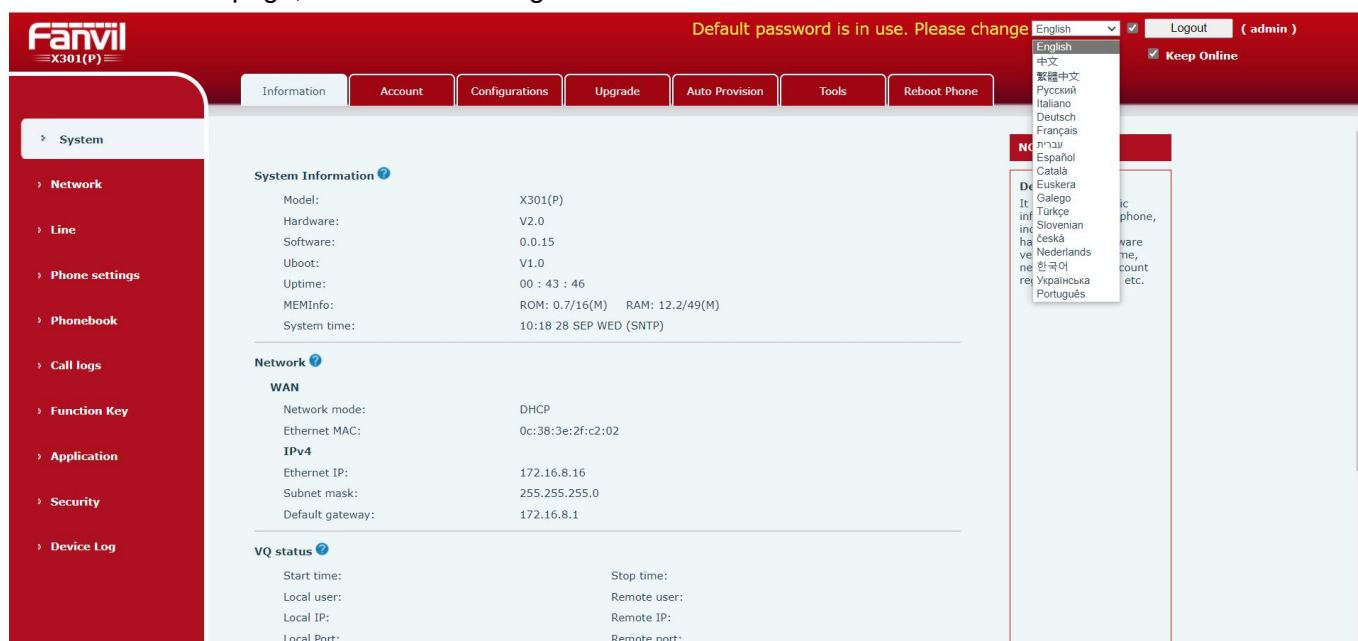 Fanvil
X301(P)
Default password is in use. Please change
English
Logout
( admin )
Keep Online
English
中文
繁體中文
Русский
Italiano
Deutsch
Français
עברית
Español
Català
Euskera
Galego
Türkçe
Slovenian
česká
Nederlands
한국어
Українська
Português
Information
Account
Configurations
Upgrade
Auto Provision
Tools
Reboot Phone
System
Network
Line
Phone settings
Phonebook
Call logs
Function Key
Application
Security
Device Log
System Information
Model: X301(P)
Hardware: V2.0
Software: 0.0.15
Uboot: V1.0
Uptime: 00 : 43 : 46
MEMInfo: ROM: 0.7/16(M) RAM: 12.2/49(M)
System time: 10:18 28 SEP WED (SNTP)
Network
WAN
Network mode: DHCP
Ethernet MAC: 0c:38:3e:2f:c2:02
IPv4
Ethernet IP: 172.16.8.16
Subnet mask: 255.255.255.0
Default gateway: 172.16.8.1
VQ status
Start time: Stop time:
Local user: Remote user:
Local IP: Remote IP:
Local Port: Remote port:
It
phone,
etc.